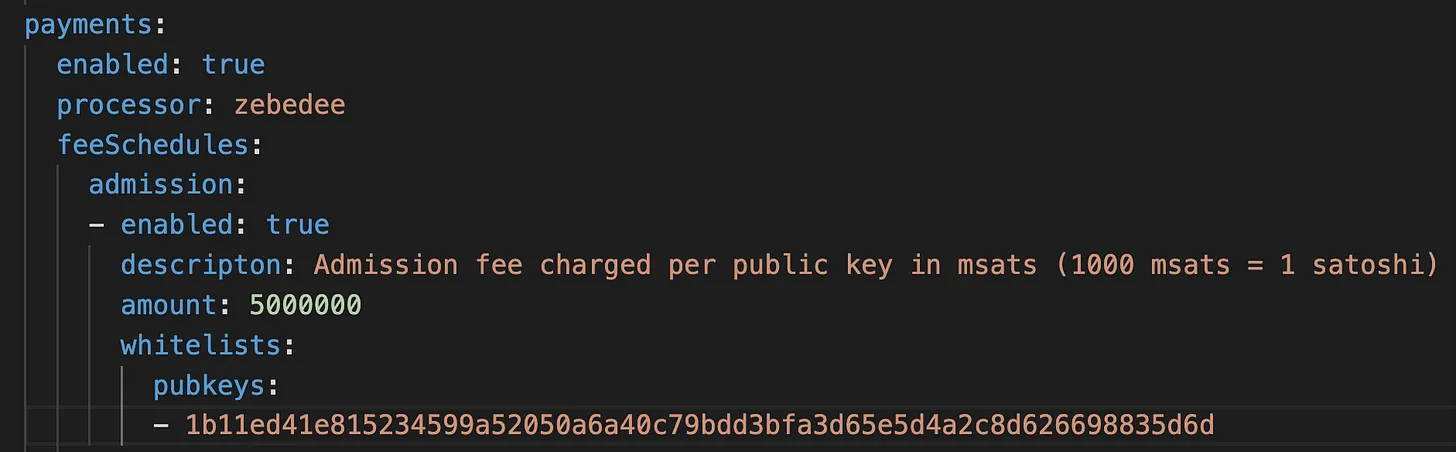 payments:
enabled: true
processor: zebedee
feeSchedules:
admission:
- enabled: true
descripton: Admission fee charged per public key in msats (1000 msats = 1 satoshi)
amount: 5000000
whitelists:
pubkeys:
- 1b11ed41e815234599a52050a6a40c79bdd3bfa3d65e5d4a2c8d626698835d6d